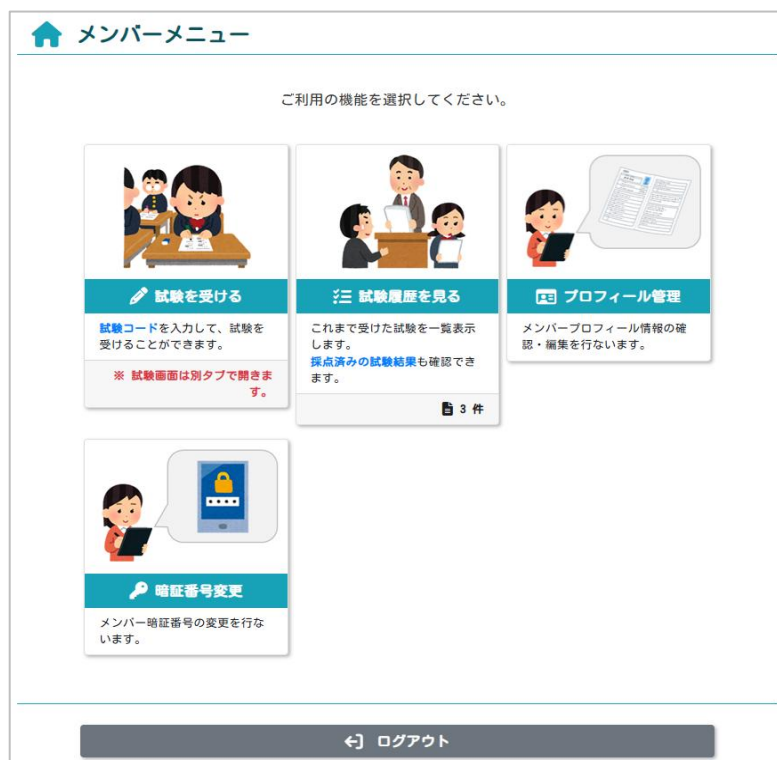 メンバーメニュー
ご利用の機能を選択してください。
試験を受ける
試験コードを入力して、試験を
受けることができます。
※ 試験画面は別タブで開きま
す。
試験履歴を見る
これまで受けた試験を一覧表示
します。
採点済みの試験結果も確認でき
ます。
3 件
プロフィール管理
メンバープロフィール情報の確
認・編集を行ないます。
暗証番号変更
メンバー暗証番号の変更を行な
います。
ログアウト